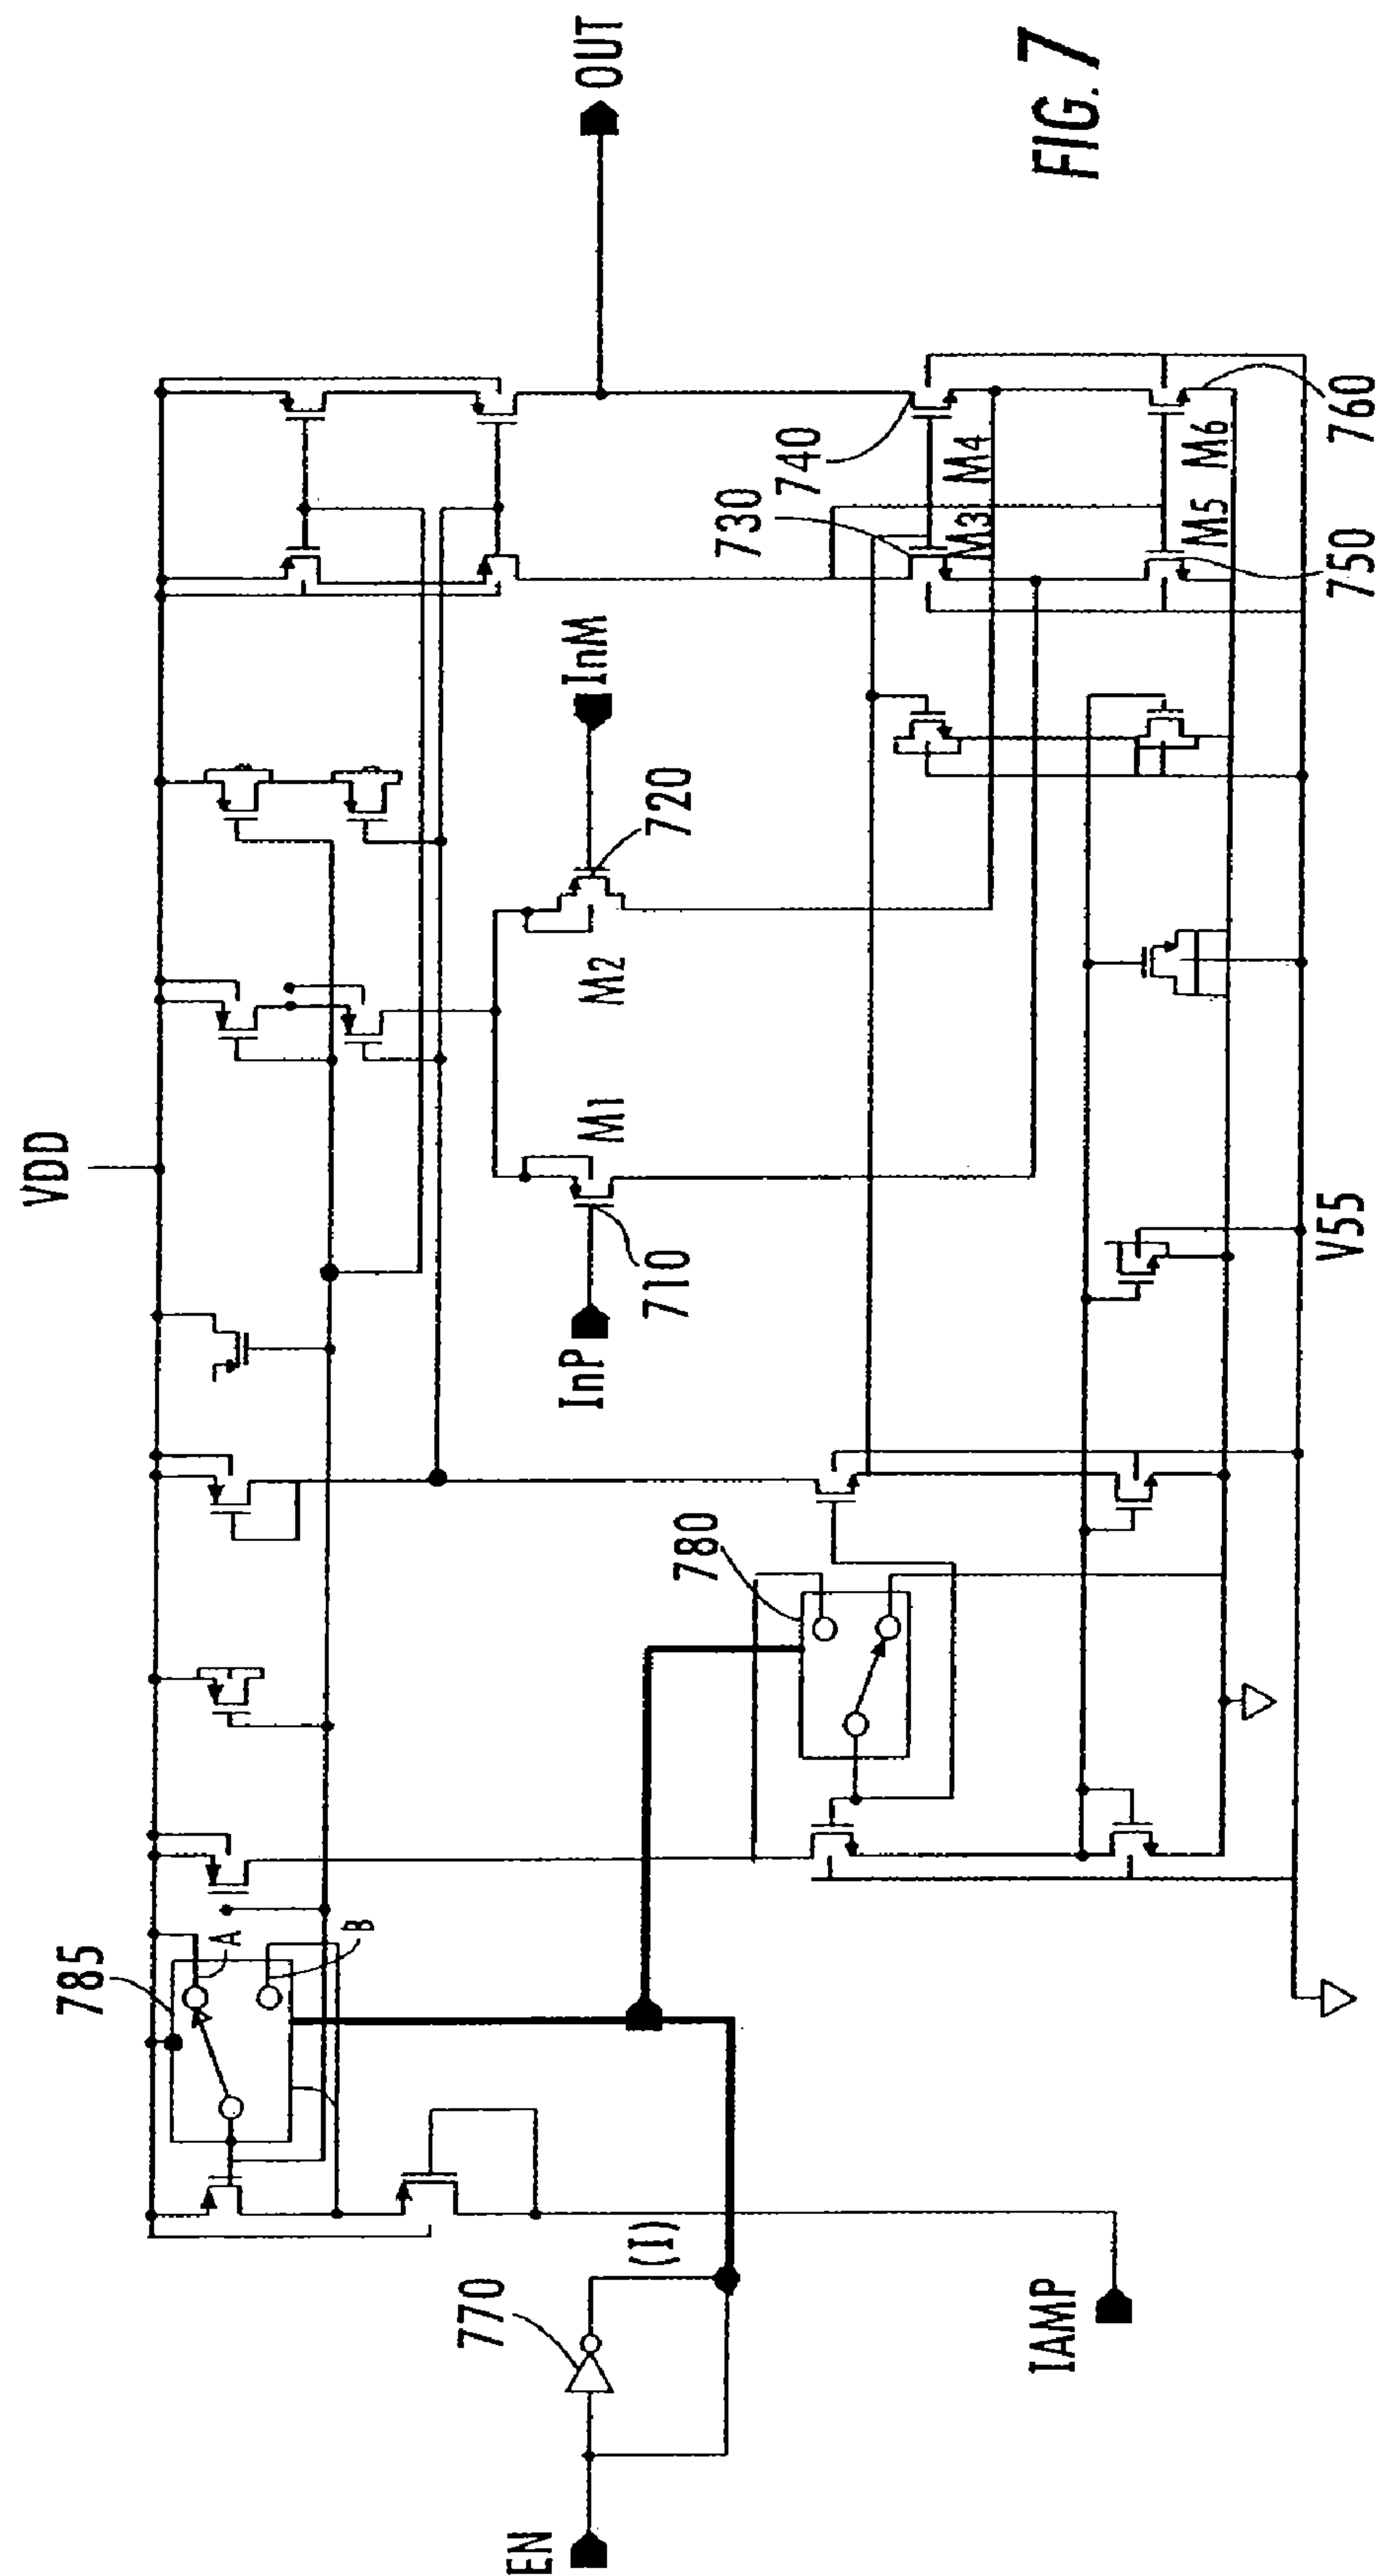 VDD
785
A
B
EN
770
(I)
IAMP
780
InP
710
M1
M2
720
InM
OUT
730
740
M3
M4
M5
M6
750
760
V55
FIG. 7